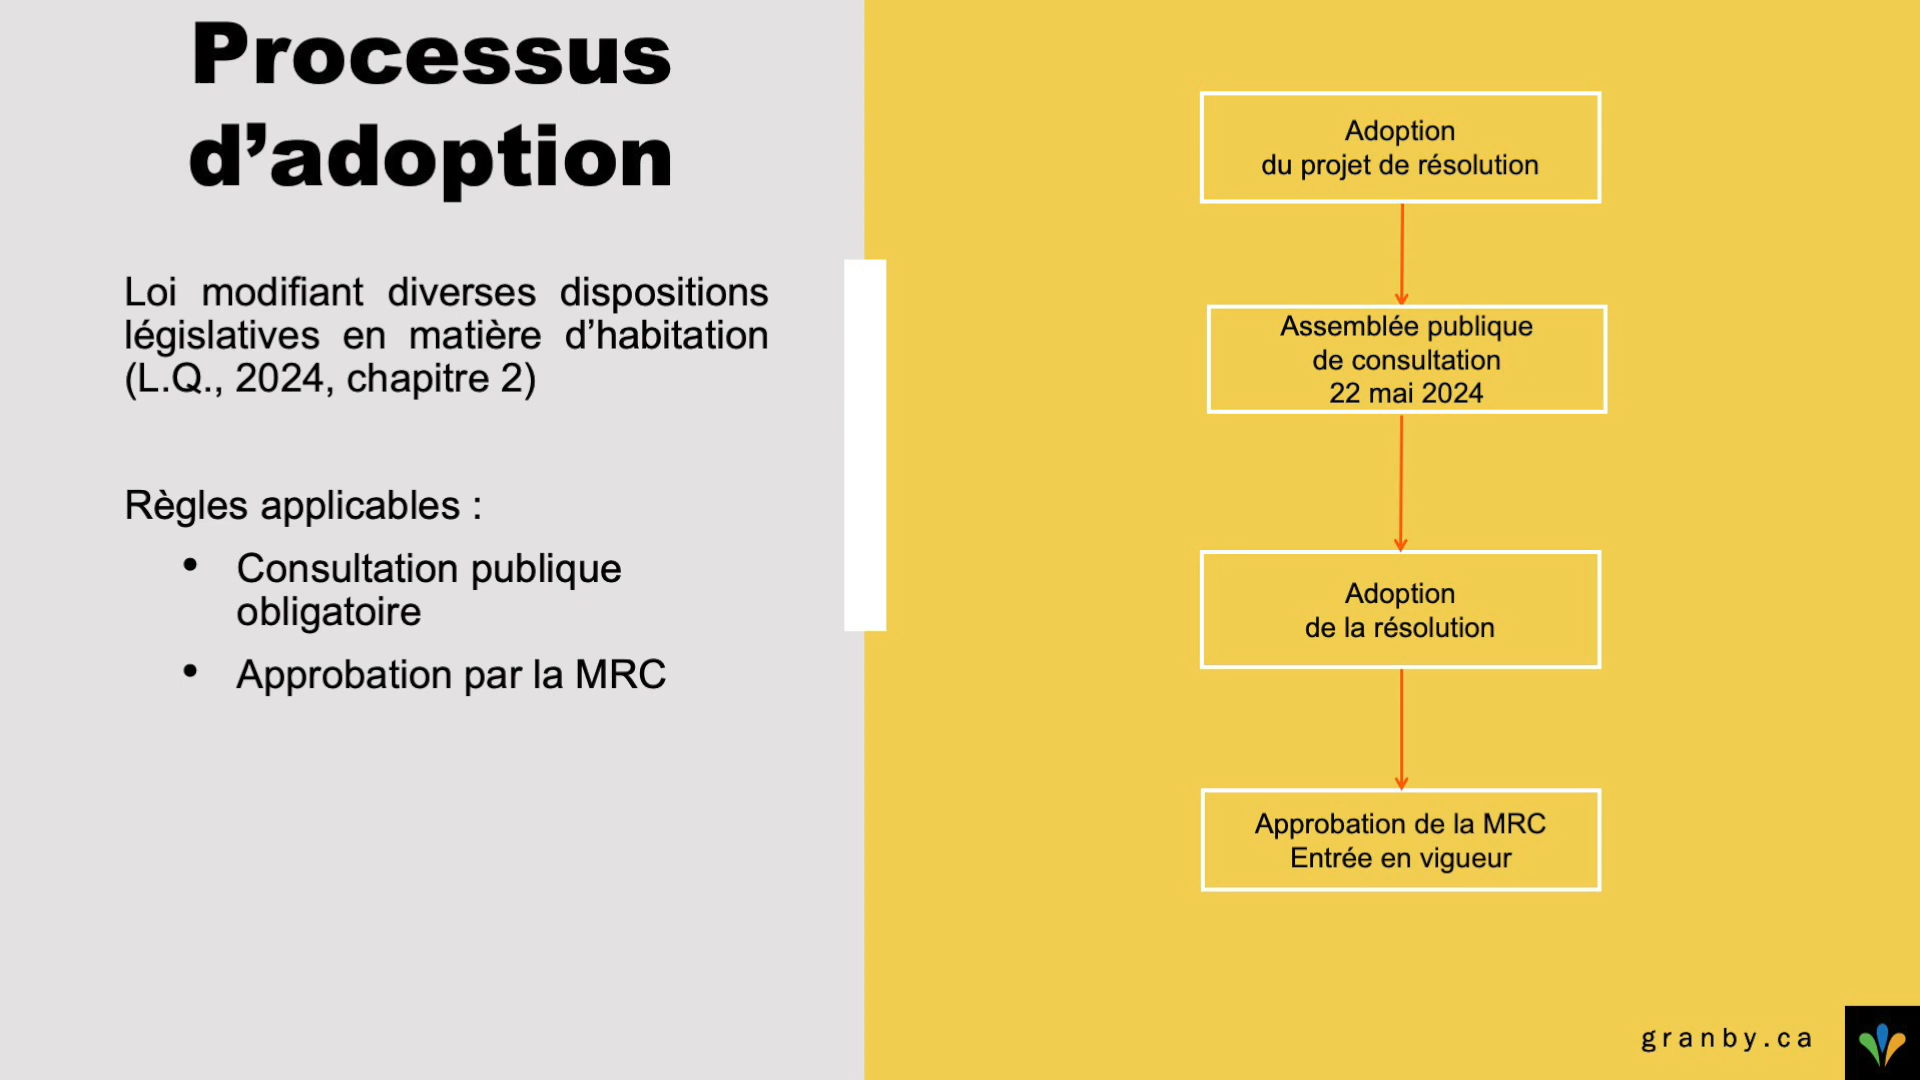 Processus
d’adoption
Loi modifiant diverses dispositions
législatives en matière d’habitation
(L.Q., 2024, chapitre 2)
Règles applicables :
• Consultation publique
obligatoire
• Approbation par la MRC
Adoption
du projet de résolution
Assemblée publique
de consultation
22 mai 2024
Adoption
de la résolution
Approbation de la MRC
Entrée en vigueur
granby.ca